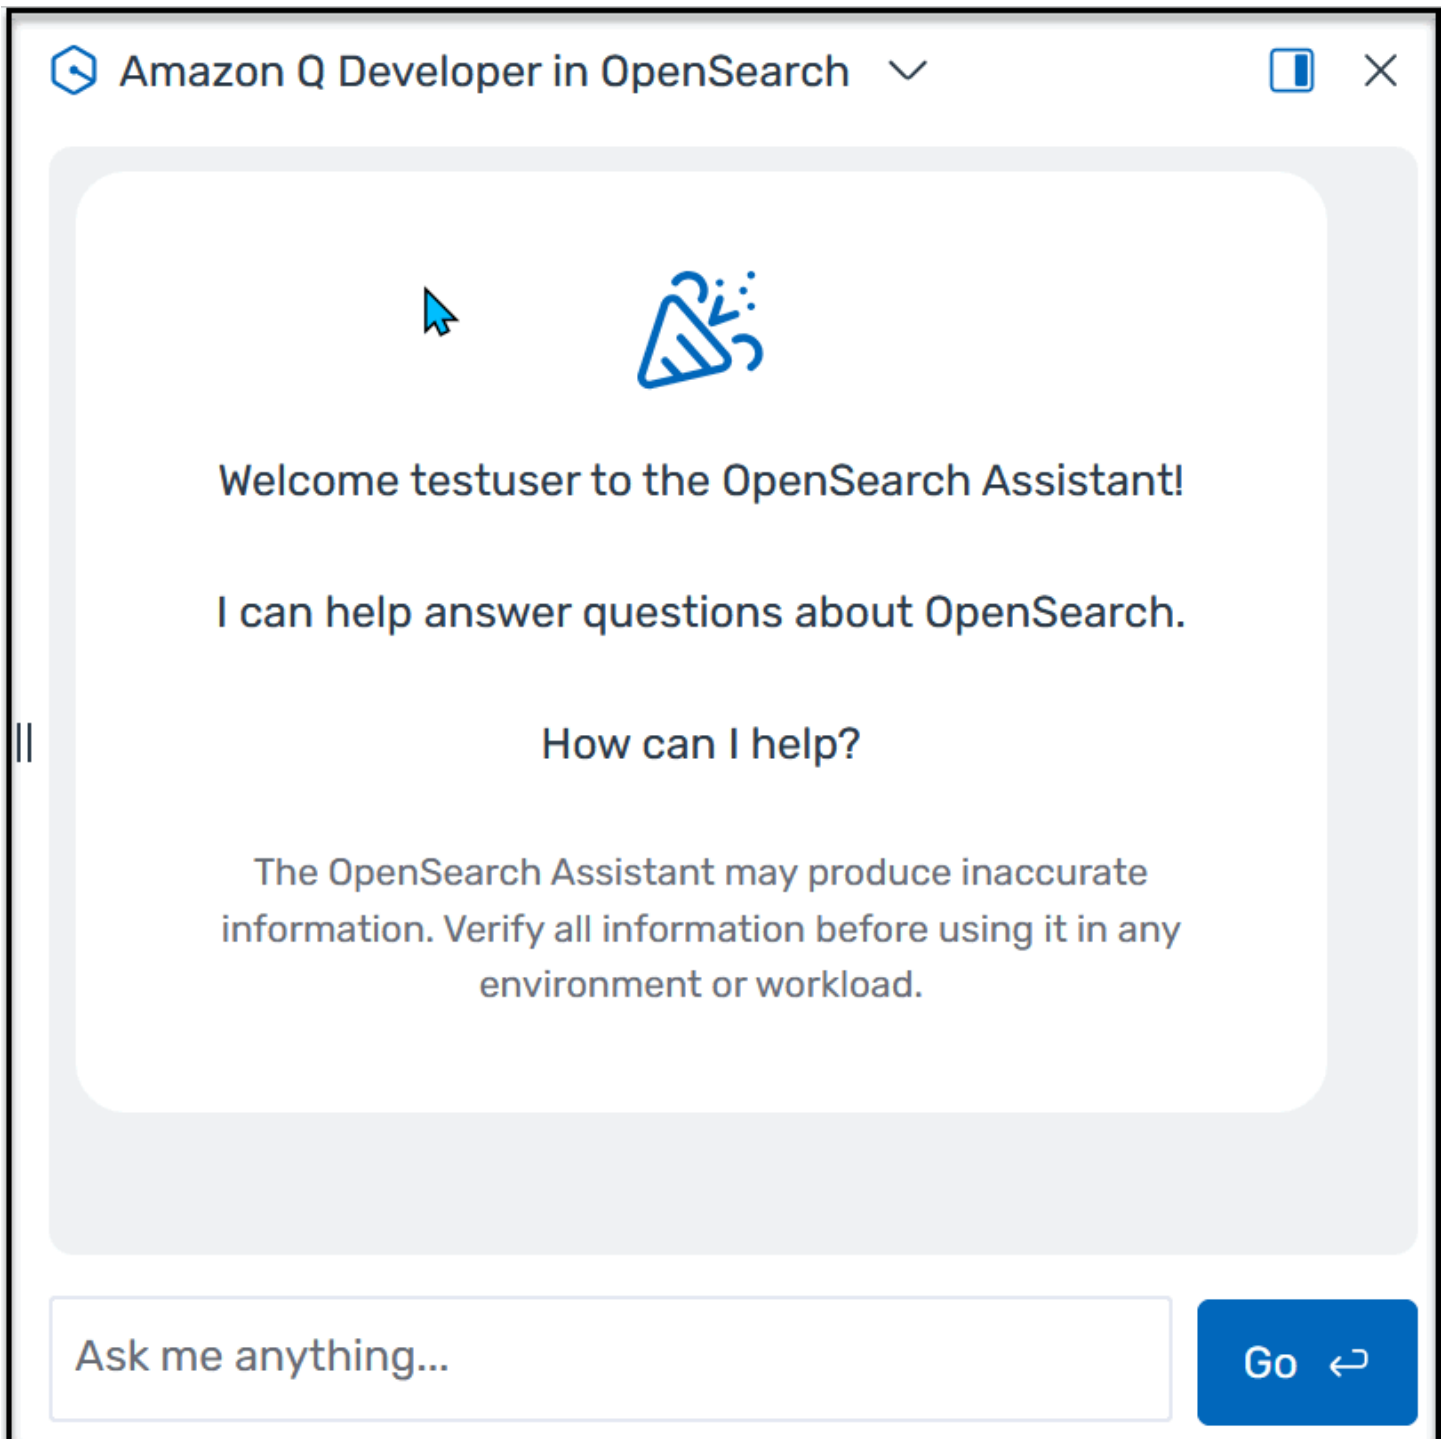 Amazon Q Developer in OpenSearch
Welcome testuser to the OpenSearch Assistant!
I can help answer questions about OpenSearch.
How can I help?
The OpenSearch Assistant may produce inaccurate
information. Verify all information before using it in any
environment or workload.
Ask me anything...
Go